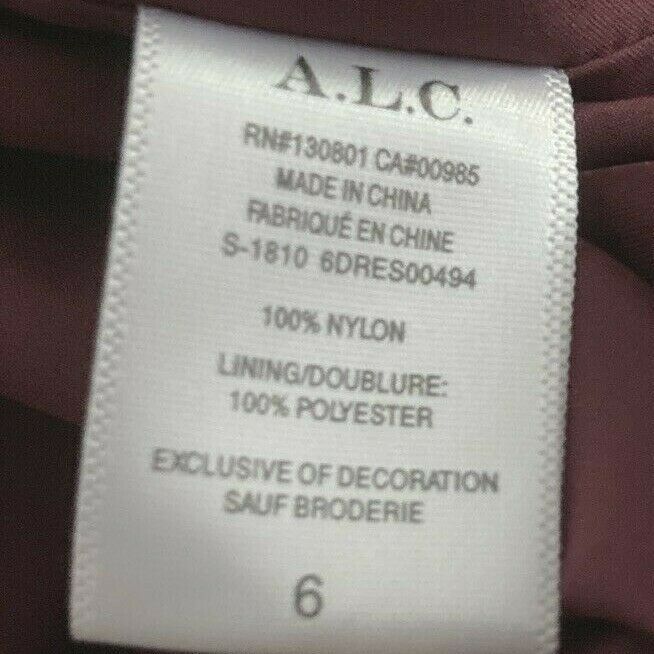 A.L.C.
RN#130801 CA#00985
MADE IN CHINA
FABRIQUÉ EN CHINE
S-1810 6DRES00494
100% NYLON
LINING/DOUBLURE:
100% POLYESTER
EXCLUSIVE OF DECORATION
SAUF BRODERIE
6